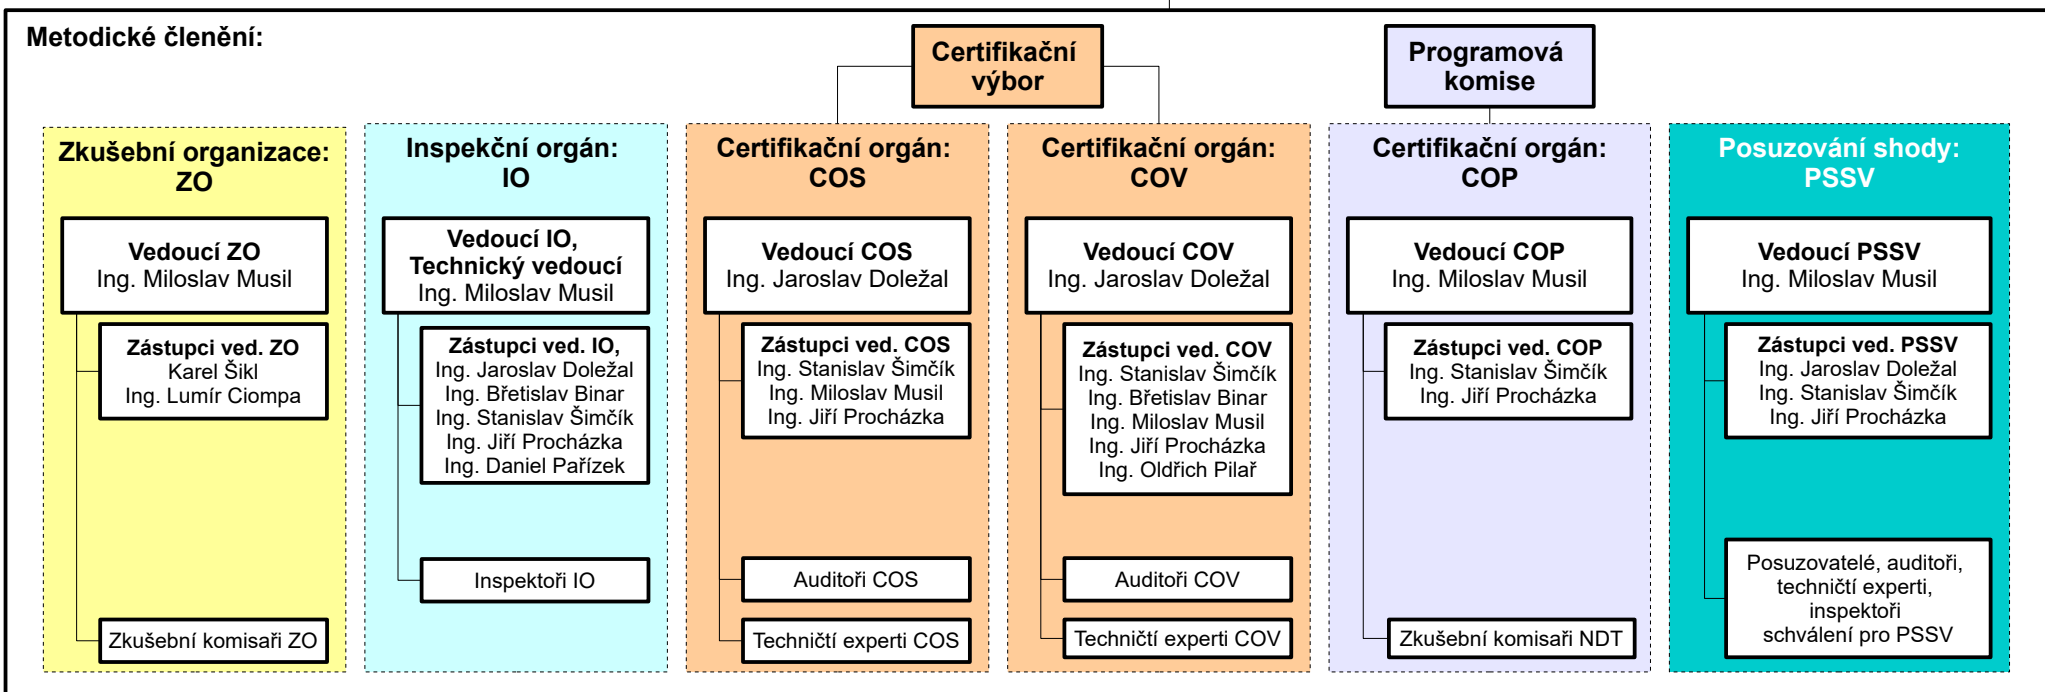 Metodické členění:
Certifikační
výbor
Programová
komise
Zkušební organizace:
ZO
Vedoucí ZO
Ing. Miloslav Musil
Zástupci ved. ZO
Karel Šikl
Ing. Lumír Ciompa
Zkušební komisaři ZO
Inspekční orgán:
IO
Vedoucí IO,
Technický vedoucí
Ing. Miloslav Musil
Zástupci ved. IO,
Ing. Jaroslav Doležal
Ing. Břetislav Binar
Ing. Stanislav Šimčík
Ing. Jiří Procházka
Ing. Daniel Pařízek
Inspektoři IO
Certifikační orgán:
COS
Vedoucí COS
Ing. Jaroslav Doležal
Zástupci ved. COS
Ing. Stanislav Šimčík
Ing. Miloslav Musil
Ing. Jiří Procházka
Auditoři COS
Techničtí experti COS
Certifikační orgán:
COV
Vedoucí COV
Ing. Jaroslav Doležal
Zástupci ved. COV
Ing. Stanislav Šimčík
Ing. Břetislav Binar
Ing. Miloslav Musil
Ing. Jiří Procházka
Ing. Oldřich Pilař
Auditoři COV
Techničtí experti COV
Certifikační orgán:
COP
Vedoucí COP
Ing. Miloslav Musil
Zástupci ved. COP
Ing. Stanislav Šimčík
Ing. Jiří Procházka
Zkušební komisaři NDT
Posuzování shody:
PSSV
Vedoucí PSSV
Ing. Miloslav Musil
Zástupci ved. PSSV
Ing. Jaroslav Doležal
Ing. Stanislav Šimčík
Ing. Jiří Procházka
Posuzovatelé, auditoři,
techničtí experti,
inspektoři
schválení pro PSSV